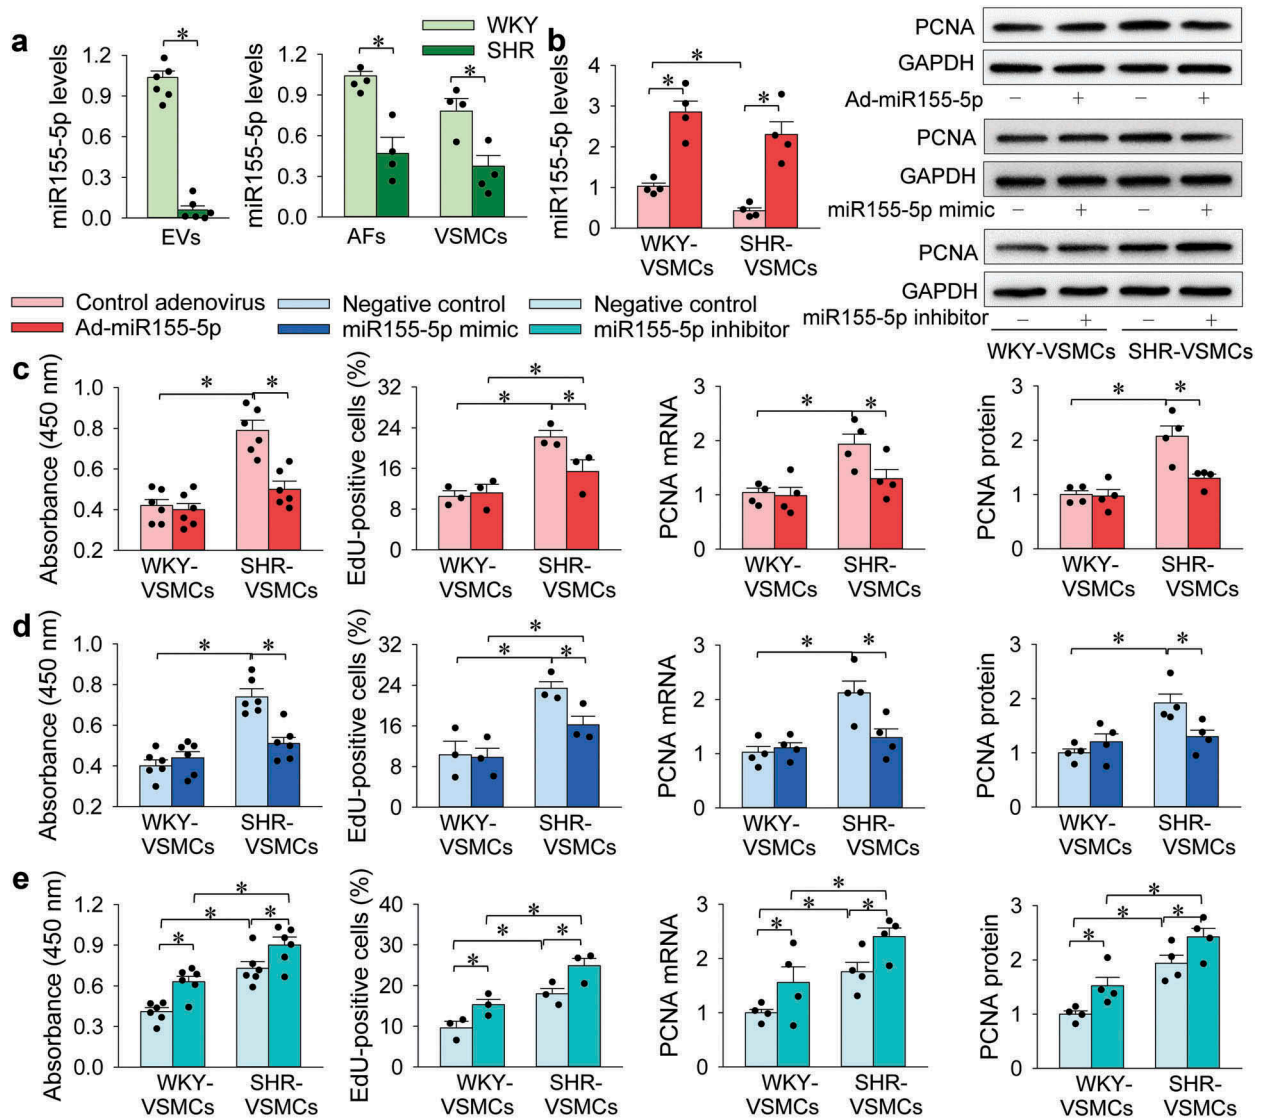 a
WKY
SHR
miR155-5p levels
1.2
0.9
0.6
0.3
0.0
*
EVs
miR155-5p levels
1.2
0.9
0.6
0.3
0.0
*
*
AFs
VSMCs
b
miR155-5p levels
4
3
2
1
0
*
*
*
WKY-
VSMCs
SHR-
VSMCs
PCNA
GAPDH
Ad-miR155-5p
− + − +
PCNA
GAPDH
miR155-5p mimic
− + − +
PCNA
GAPDH
miR155-5p inhibitor
− + − +
WKY-VSMCs SHR-VSMCs
Control adenovirus
Ad-miR155-5p
Negative control
miR155-5p mimic
Negative control
miR155-5p inhibitor
c
Absorbance (450 nm)
1.0
0.8
0.6
0.4
0.2
* *
WKY-
VSMCs
SHR-
VSMCs
EdU-positive cells (%)
32
24
16
8
0
*
* *
WKY-
VSMCs
SHR-
VSMCs
PCNA mRNA
3
2
1
0
* *
WKY-
VSMCs
SHR-
VSMCs
PCNA protein
3
2
1
0
* *
WKY-
VSMCs
SHR-
VSMCs
d
Absorbance (450 nm)
1.0
0.8
0.6
0.4
0.2
* *
WKY-
VSMCs
SHR-
VSMCs
EdU-positive cells (%)
32
24
16
8
0
*
* *
WKY-
VSMCs
SHR-
VSMCs
PCNA mRNA
3
2
1
0
* *
WKY-
VSMCs
SHR-
VSMCs
PCNA protein
3
2
1
0
* *
WKY-
VSMCs
SHR-
VSMCs
e
Absorbance (450 nm)
1.2
0.9
0.6
0.3
0.0
*
* *
*
WKY-
VSMCs
SHR-
VSMCs
EdU-positive cells (%)
40
30
20
10
0
*
* *
*
WKY-
VSMCs
SHR-
VSMCs
PCNA mRNA
3
2
1
0
*
* *
*
WKY-
VSMCs
SHR-
VSMCs
PCNA protein
3
2
1
0
*
* *
*
WKY-
VSMCs
SHR-
VSMCs